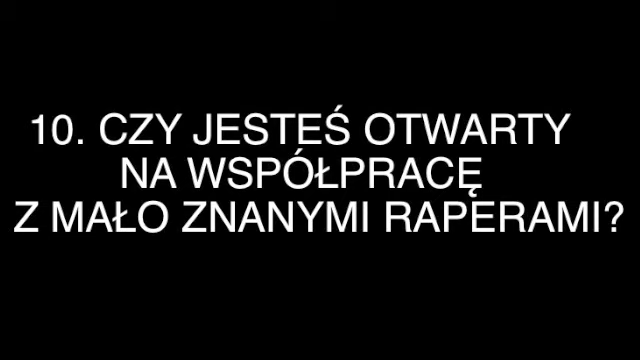 10. CZY JESTEŚ OTWARTY
NA WSPÓŁPRACĘ
Z MAŁO ZNANYMI RAPERAMI?